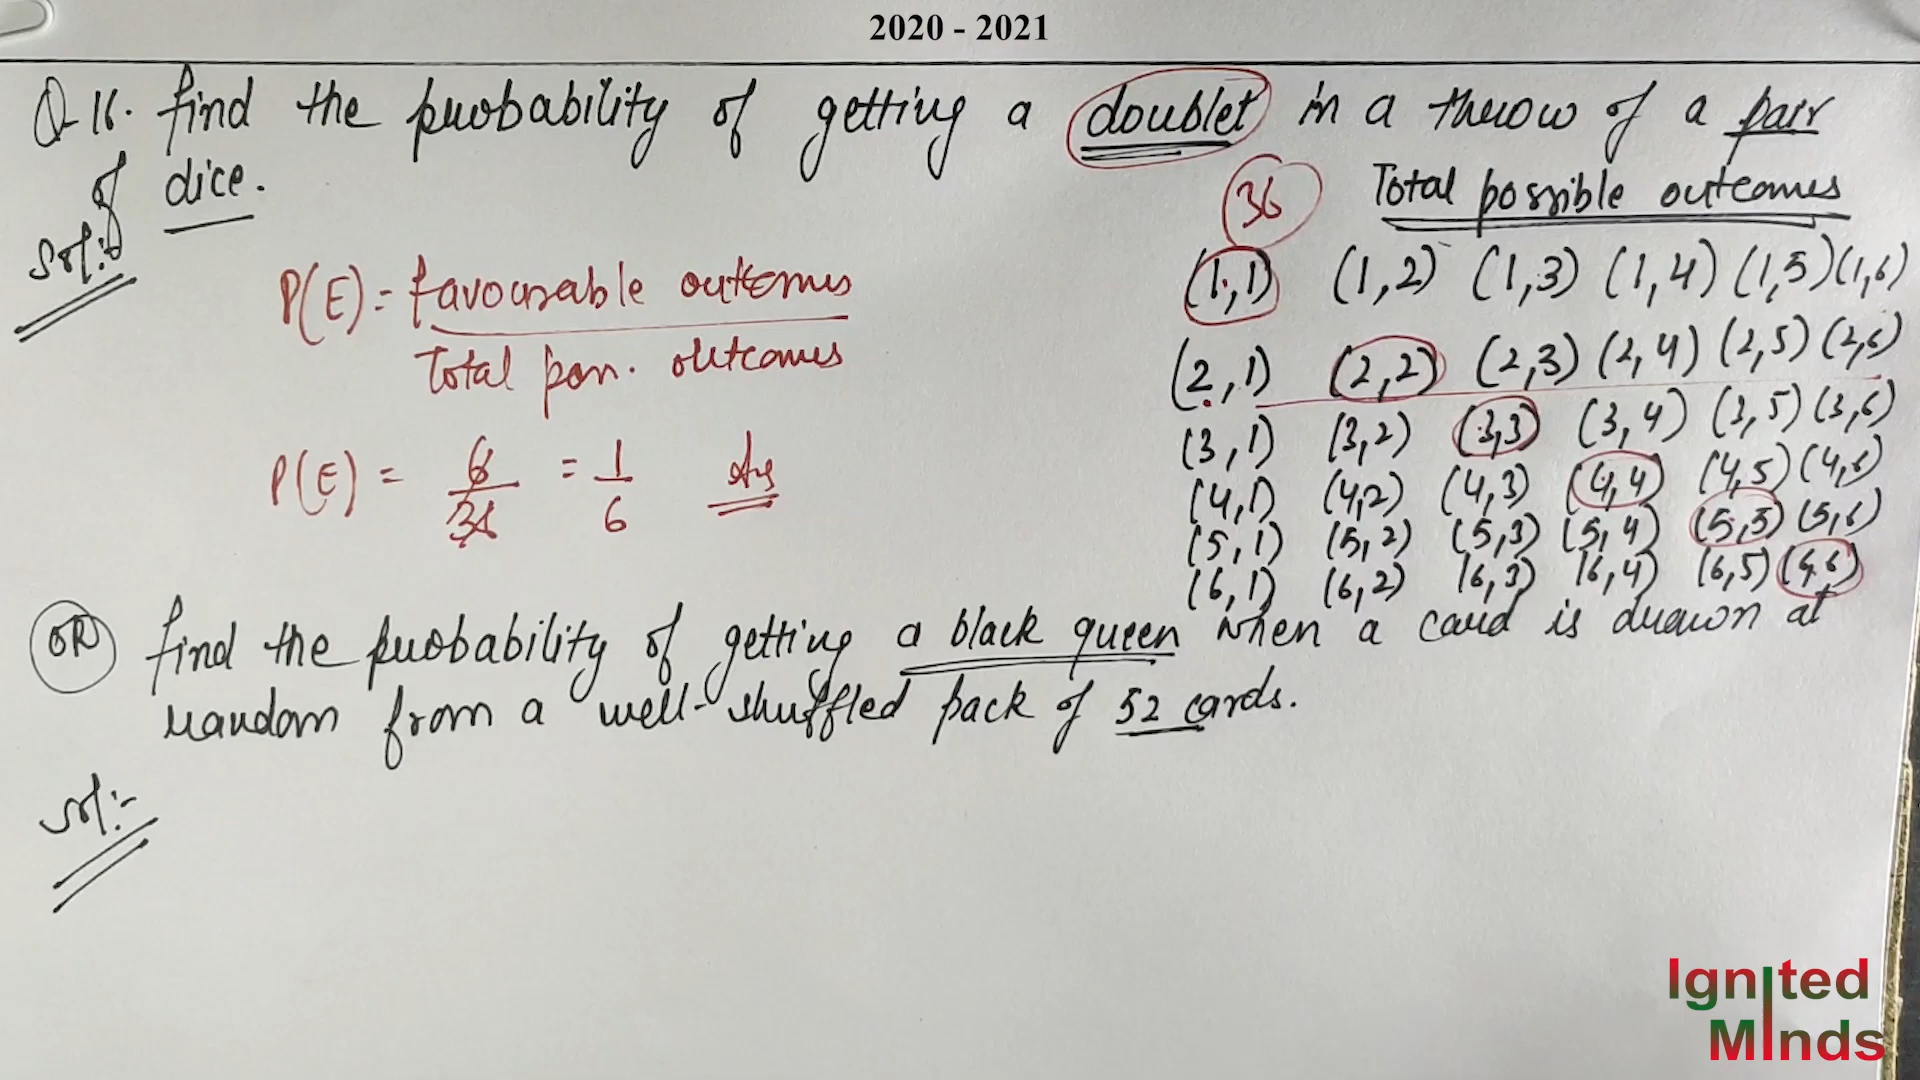 2020 - 2021
Q-16. find the probability of getting a doublet in a throw of a pair
of dice.
Sol:-
36 Total possible outcomes
(1,1) (1,2) (1,3) (1,4) (1,5) (1,6)
(2,1) (2,2) (2,3) (2,4) (2,5) (2,6)
(3,1) (3,2) (3,3) (3,4) (3,5) (3,6)
(4,1) (4,2) (4,3) (4,4) (4,5) (4,6)
(5,1) (5,2) (5,3) (5,4) (5,5) (5,6)
(6,1) (6,2) (6,3) (6,4) (6,5) (6,6)
P(E) = favourable outcomes
Total poss. outcomes
P(E) = 6/36 = 1/6 Ans
OR find the probability of getting a black queen when a card is drawn at
random from a well-shuffled pack of 52 cards.
Sol:-
Ignited
Minds